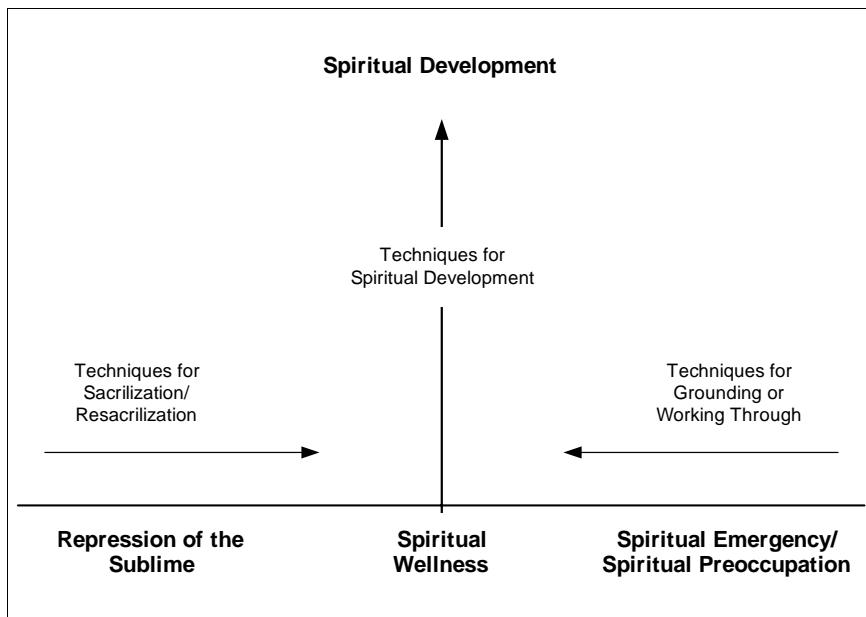 Spiritual Development
Techniques for
Spiritual Development
Techniques for
Sacrilization/
Resacrilization
Techniques for
Grounding or
Working Through
Repression of the
Sublime
Spiritual
Wellness
Spiritual Emergency/
Spiritual Preoccupation